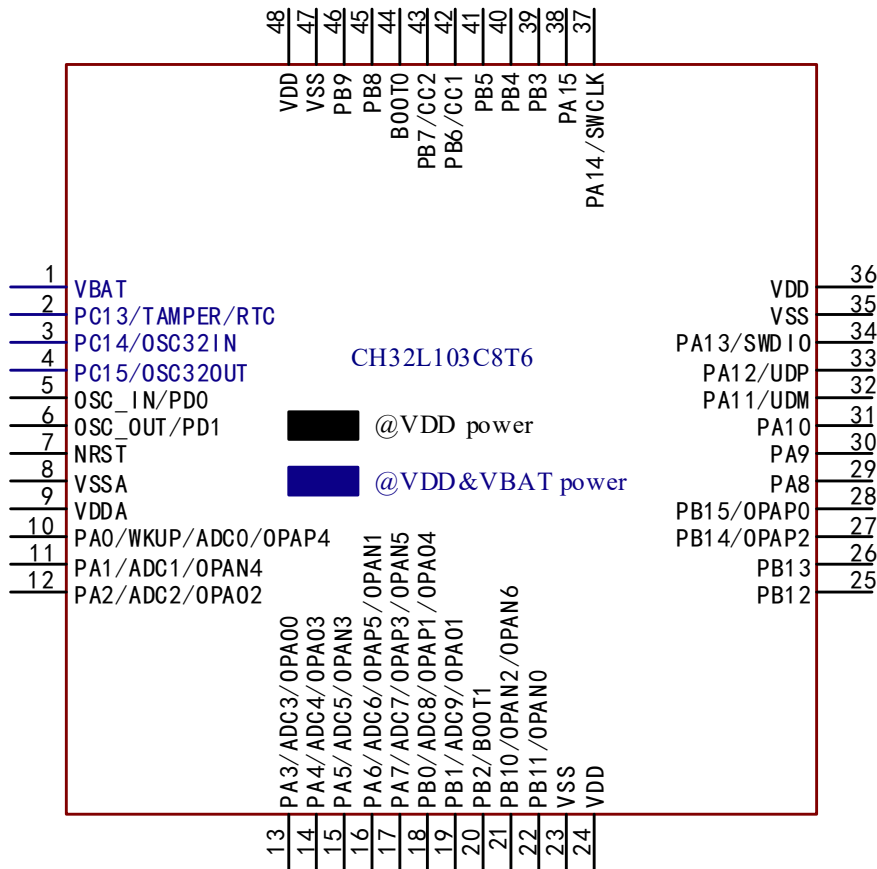 48
47
46
45
44
43
42
41
40
39
38
37
VDD
VSS
PB9
PB8
BOOT0
PB7/CC2
PB6/CC1
PB5
PB4
PB3
PA15
PA14/SWCLK
1 VBAT
2 PC13/TAMPER/RTC
3 PC14/OSC32IN
4 PC15/OSC32OUT
5 OSC_IN/PD0
6 OSC_OUT/PD1
7 NRST
8 VSSA
9 VDDA
10 PA0/WKUP/ADC0/OPAP4
11 PA1/ADC1/OPAN4
12 PA2/ADC2/OPAO2
CH32L103C8T6
@VDD power
@VDD&VBAT power
VDD 36
VSS 35
PA13/SWDIO 34
PA12/UDP 33
PA11/UDM 32
PA10 31
PA9 30
PA8 29
PB15/OPAP0 28
PB14/OPAP2 27
PB13 26
PB12 25
PA3/ADC3/OPAO0
PA4/ADC4/OPAO3
PA5/ADC5/OPAN3
PA6/ADC6/OPAP5/OPAN1
PA7/ADC7/OPAP3/OPAN5
PB0/ADC8/OPAP1/OPAO4
PB1/ADC9/OPAO1
PB2/BOOT1
PB10/OPAN2/OPAN6
PB11/OPAN0
VSS
VDD
13
14
15
16
17
18
19
20
21
22
23
24